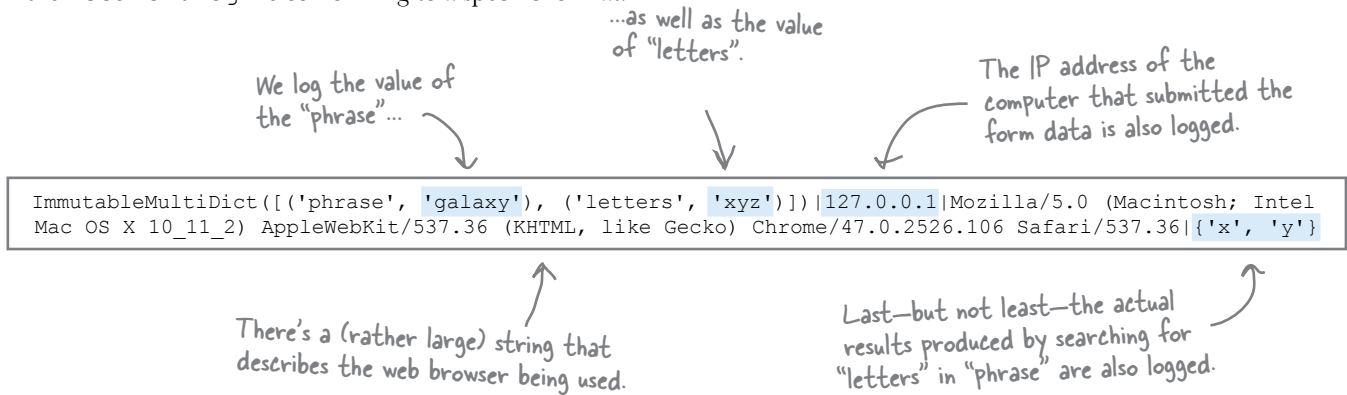 ...as well as the value
of "letters".
We log the value of
the "phrase"...
The IP address of the
computer that submitted the
form data is also logged.
ImmutableMultiDict([('phrase', 'galaxy'), ('letters', 'xyz')])|127.0.0.1|Mozilla/5.0 (Macintosh; Intel
Mac OS X 10_11_2) AppleWebKit/537.36 (KHTML, like Gecko) Chrome/47.0.2526.106 Safari/537.36|{'x', 'y'}
There's a (rather large) string that
describes the web browser being used.
Last—but not least—the actual
results produced by searching for
"letters" in "phrase" are also logged.